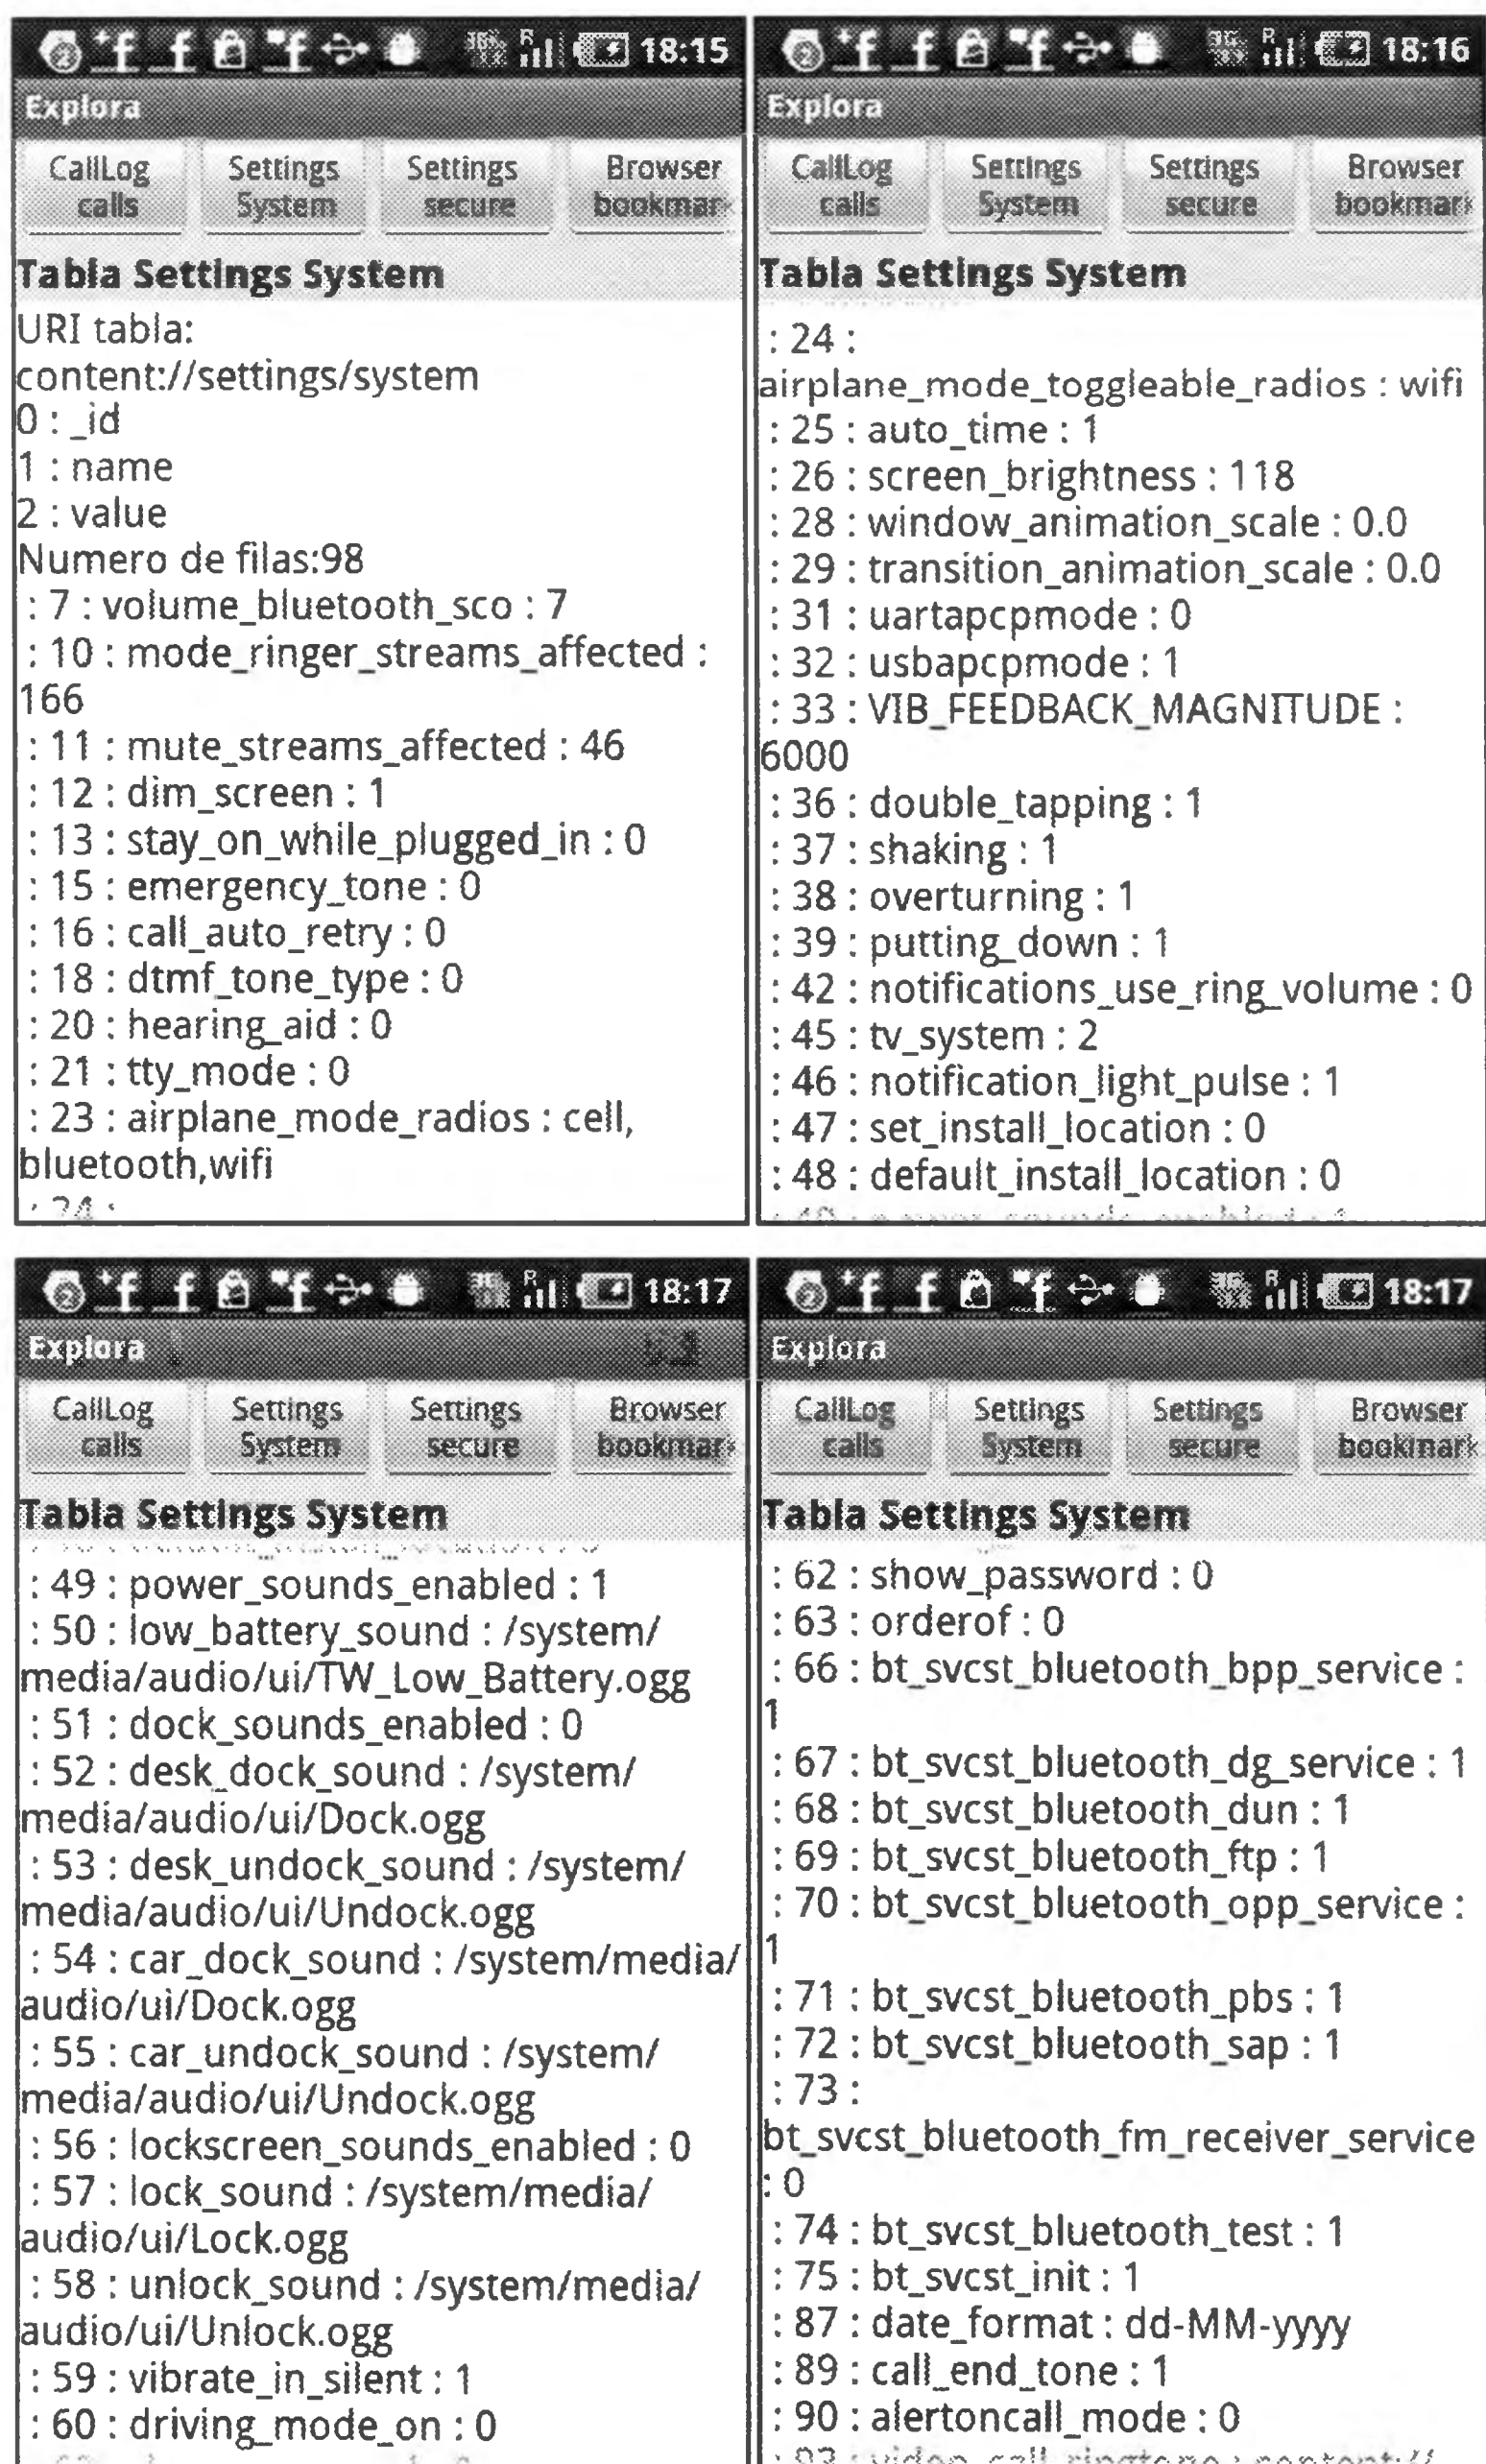 18:15
Explora
CallLog calls
Settings System
Settings secure
Browser bookmark
Tabla Settings System
URI tabla:
content://settings/system
0 : _id
1 : name
2 : value
Numero de filas:98
: 7 : volume_bluetooth_sco : 7
: 10 : mode_ringer_streams_affected :
166
: 11 : mute_streams_affected : 46
: 12 : dim_screen : 1
: 13 : stay_on_while_plugged_in : 0
: 15 : emergency_tone : 0
: 16 : call_auto_retry : 0
: 18 : dtmf_tone_type : 0
: 20 : hearing_aid : 0
: 21 : tty_mode : 0
: 23 : airplane_mode_radios : cell,
bluetooth,wifi
: 24 :
18:16
Explora
CallLog calls
Settings System
Settings secure
Browser bookmark
Tabla Settings System
: 24 :
airplane_mode_toggleable_radios : wifi
: 25 : auto_time : 1
: 26 : screen_brightness : 118
: 28 : window_animation_scale : 0.0
: 29 : transition_animation_scale : 0.0
: 31 : uartapcpmode : 0
: 32 : usbapcpmode : 1
: 33 : VIB_FEEDBACK_MAGNITUDE :
6000
: 36 : double_tapping : 1
: 37 : shaking : 1
: 38 : overturning : 1
: 39 : putting_down : 1
: 42 : notifications_use_ring_volume : 0
: 45 : tv_system : 2
: 46 : notification_light_pulse : 1
: 47 : set_install_location : 0
: 48 : default_install_location : 0
18:17
Explora
CallLog calls
Settings System
Settings secure
Browser bookmark
Tabla Settings System
: 49 : power_sounds_enabled : 1
: 50 : low_battery_sound : /system/
media/audio/ui/TW_Low_Battery.ogg
: 51 : dock_sounds_enabled : 0
: 52 : desk_dock_sound : /system/
media/audio/ui/Dock.ogg
: 53 : desk_undock_sound : /system/
media/audio/ui/Undock.ogg
: 54 : car_dock_sound : /system/media/
audio/ui/Dock.ogg
: 55 : car_undock_sound : /system/
media/audio/ui/Undock.ogg
: 56 : lockscreen_sounds_enabled : 0
: 57 : lock_sound : /system/media/
audio/ui/Lock.ogg
: 58 : unlock_sound : /system/media/
audio/ui/Unlock.ogg
: 59 : vibrate_in_silent : 1
: 60 : driving_mode_on : 0
18:17
Explora
CallLog calls
Settings System
Settings secure
Browser bookmark
Tabla Settings System
: 62 : show_password : 0
: 63 : orderof : 0
: 66 : bt_svcst_bluetooth_bpp_service :
1
: 67 : bt_svcst_bluetooth_dg_service : 1
: 68 : bt_svcst_bluetooth_dun : 1
: 69 : bt_svcst_bluetooth_ftp : 1
: 70 : bt_svcst_bluetooth_opp_service :
1
: 71 : bt_svcst_bluetooth_pbs : 1
: 72 : bt_svcst_bluetooth_sap : 1
: 73 :
bt_svcst_bluetooth_fm_receiver_service
: 0
: 74 : bt_svcst_bluetooth_test : 1
: 75 : bt_svcst_init : 1
: 87 : date_format : dd-MM-yyyy
: 89 : call_end_tone : 1
: 90 : alertoncall_mode : 0